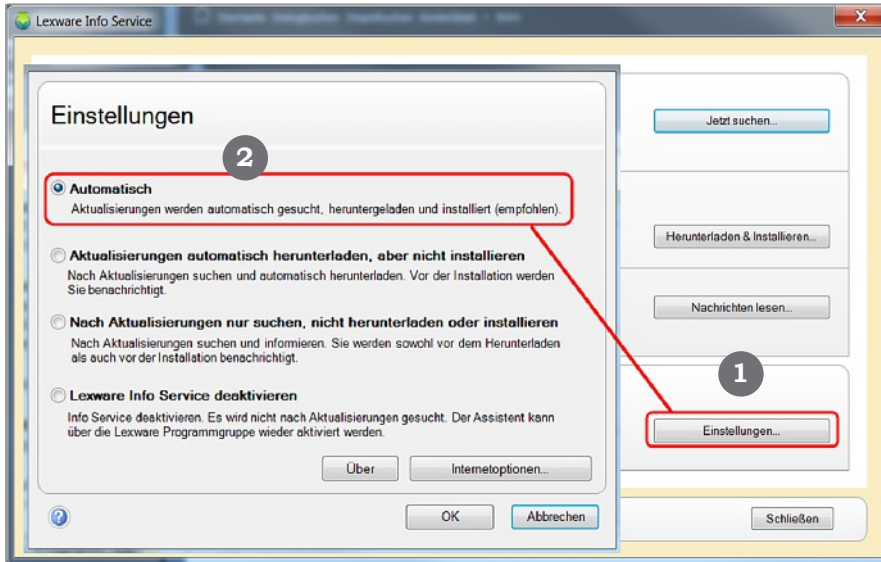 Lexware Info Service
Einstellungen
2
Automatisch
Aktualisierungen werden automatisch gesucht, heruntergeladen und installiert (empfohlen).
Aktualisierungen automatisch herunterladen, aber nicht installieren
Nach Aktualisierungen suchen und automatisch herunterladen. Vor der Installation werden
Sie benachrichtigt.
Nach Aktualisierungen nur suchen, nicht herunterladen oder installieren
Nach Aktualisierungen suchen und informieren. Sie werden sowohl vor dem Herunterladen
als auch vor der Installation benachrichtigt.
Lexware Info Service deaktivieren
Info Service deaktivieren. Es wird nicht nach Aktualisierungen gesucht. Der Assistent kann
über die Lexware Programmgruppe wieder aktiviert werden.
Über
Internetoptionen...
OK
Abbrechen
Jetzt suchen...
Herunterladen & Installieren...
Nachrichten lesen...
1
Einstellungen...
Schließen